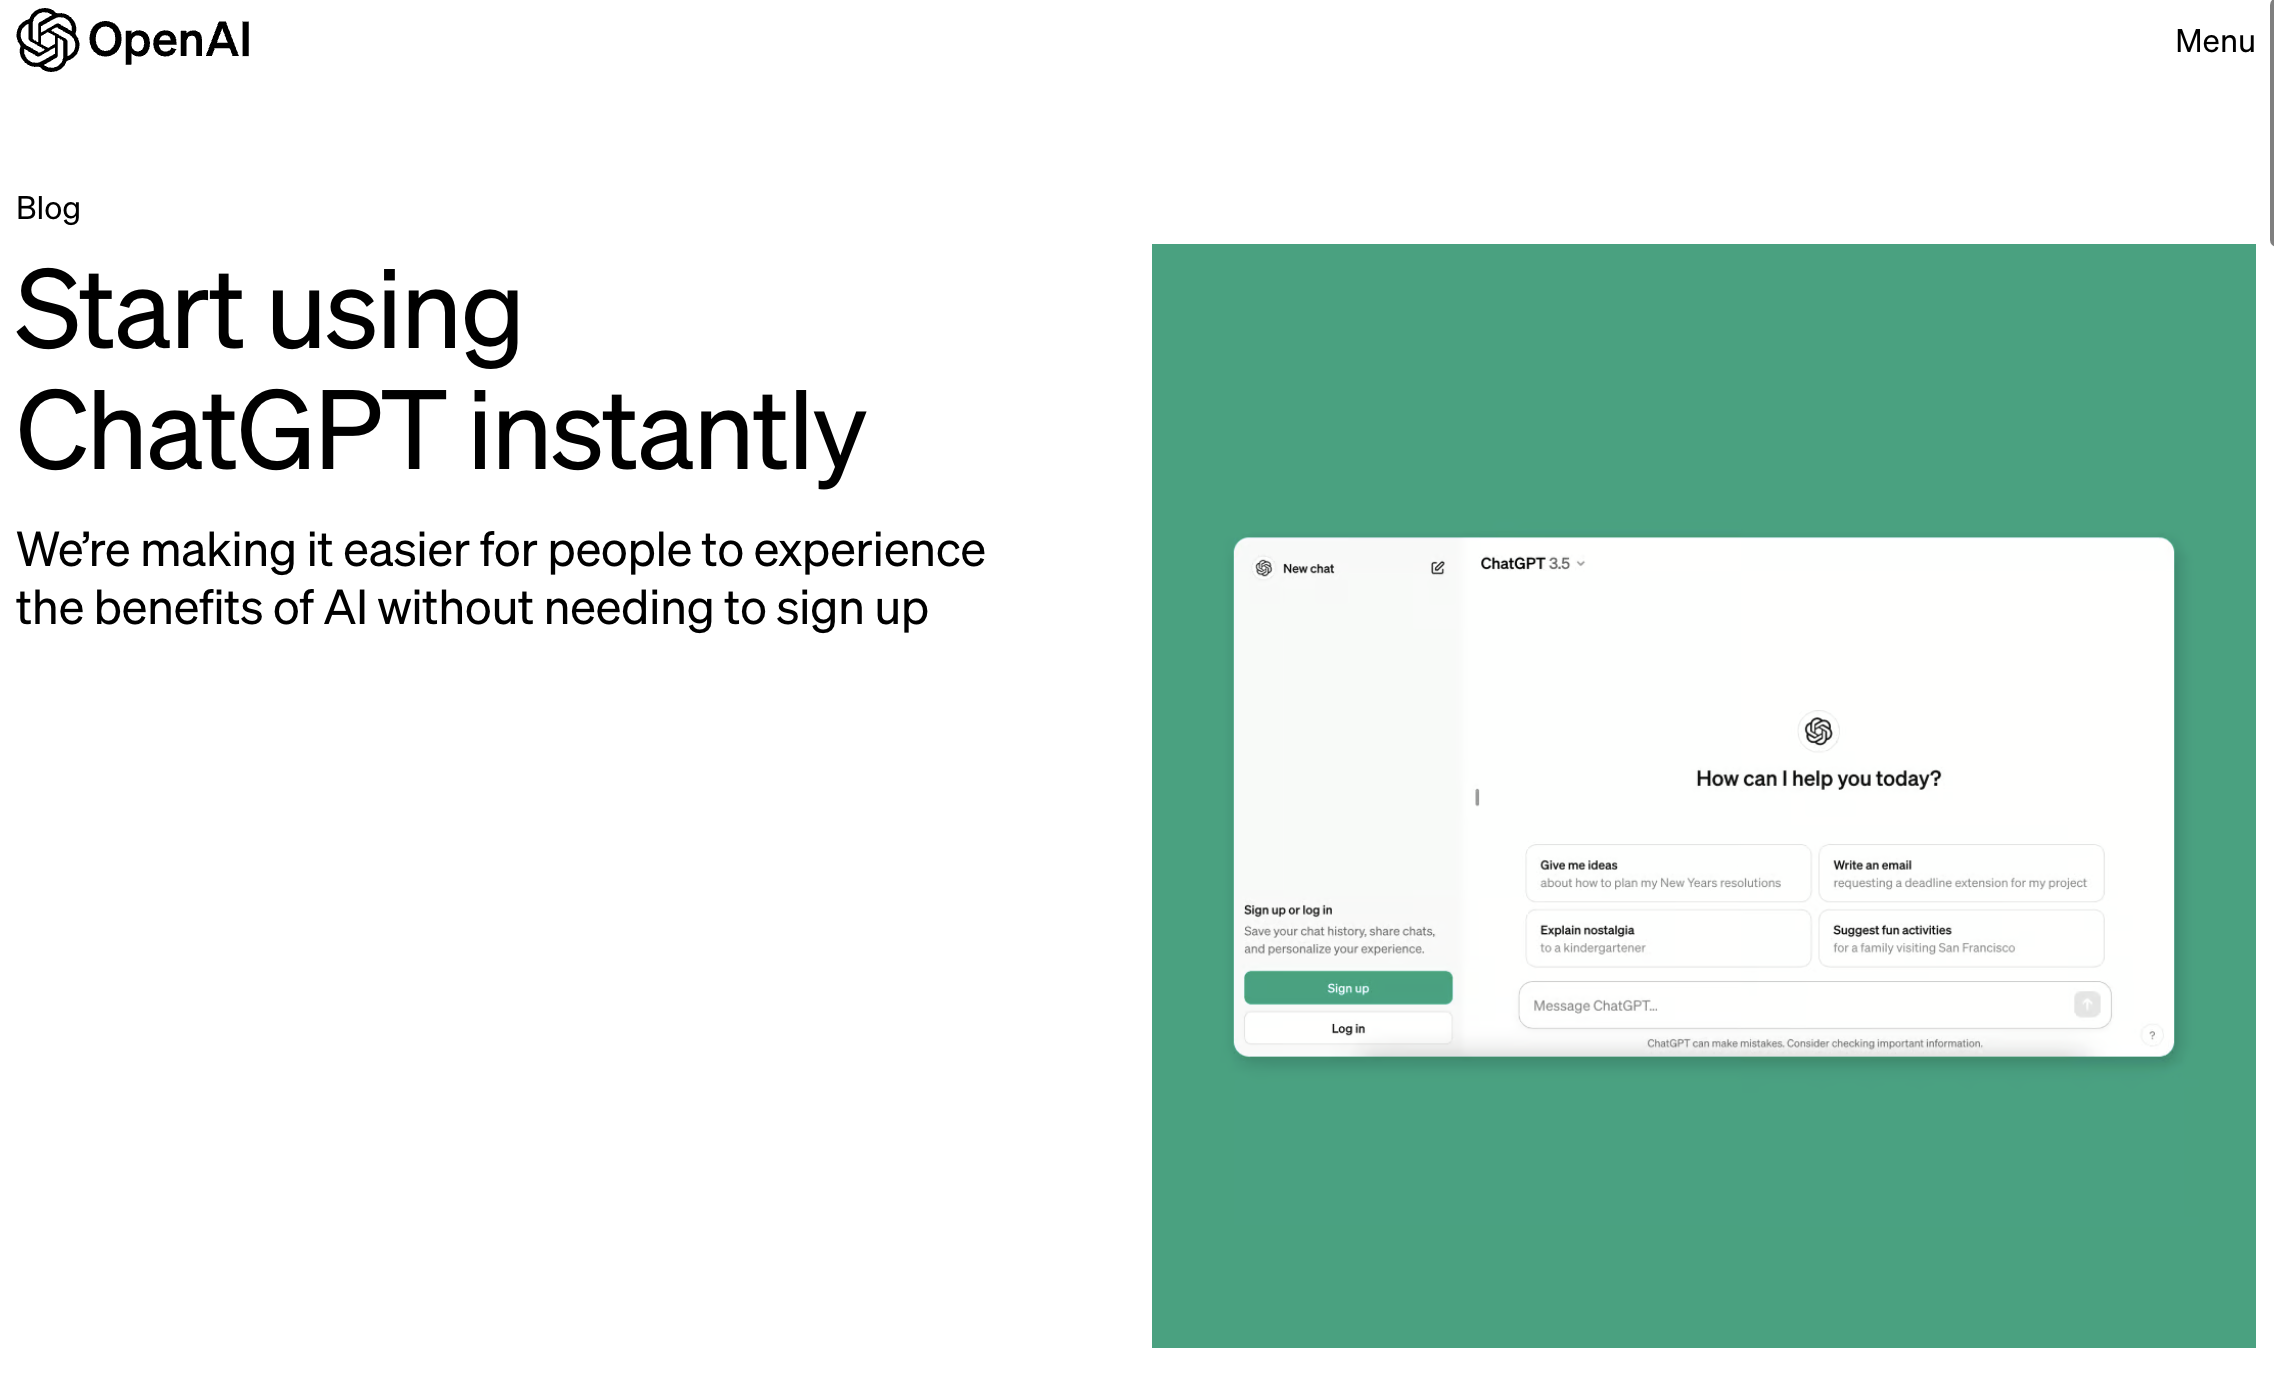 OpenAI
Menu
Blog
Start using
ChatGPT instantly
We’re making it easier for people to experience
the benefits of AI without needing to sign up
New chat
ChatGPT 3.5
How can I help you today?
Give me ideas
about how to plan my New Years resolutions
Write an email
requesting a deadline extension for my project
Explain nostalgia
to a kindergartener
Suggest fun activities
for a family visiting San Francisco
Sign up or log in
Save your chat history, share chats,
and personalize your experience.
Sign up
Log in
Message ChatGPT...
ChatGPT can make mistakes. Consider checking important information.
?